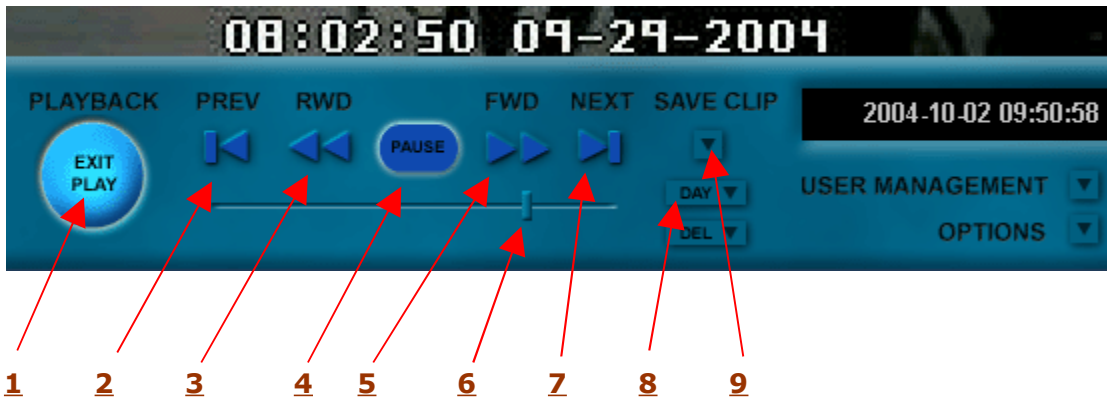 08:02:50 09-29-2004
PLAYBACK PREV RWD FWD NEXT SAVE CLIP
2004-10-02 09:50:58
EXIT PLAY
PAUSE
DAY
USER MANAGEMENT
DEL
OPTIONS
1 2 3 4 5 6 7 8 9